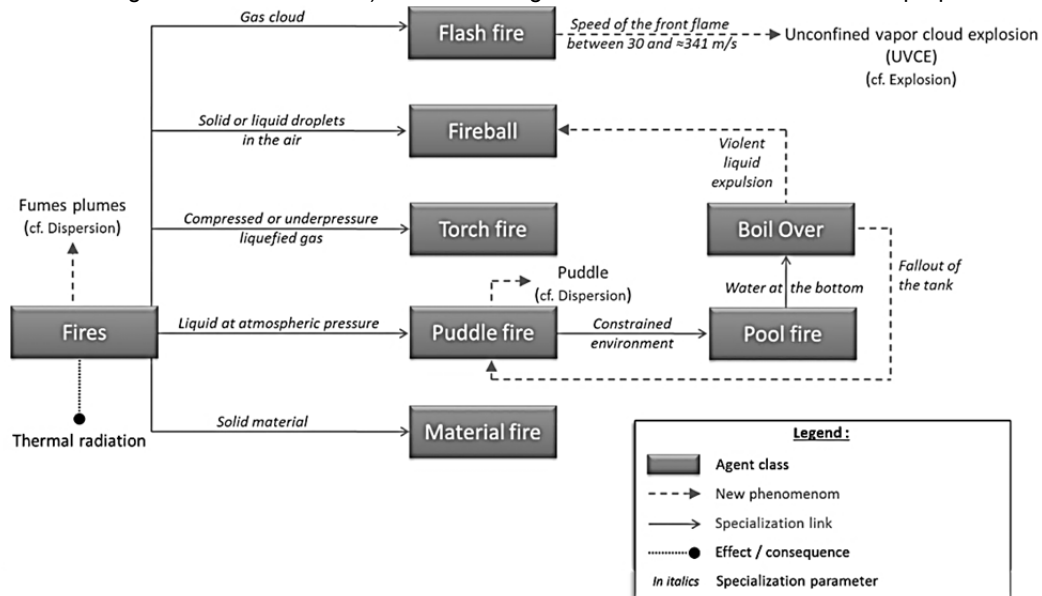 Gas cloud
Flash fire
Speed of the front flame
between 30 and ≈341 m/s
Unconfined vapor cloud explosion
(UVCE)
(cf. Explosion)
Solid or liquid droplets
in the air
Fireball
Violent
liquid
expulsion
Fumes plumes
(cf. Dispersion)
Compressed or underpressure
liquefied gas
Torch fire
Boil Over
Fallout of
the tank
Puddle
(cf. Dispersion)
Water at the bottom
Fires
Liquid at atmospheric pressure
Puddle fire
Constrained
environment
Pool fire
Thermal radiation
Solid material
Material fire
Legend :
Agent class
New phenomenom
Specialization link
Effect / consequence
In italics Specialization parameter